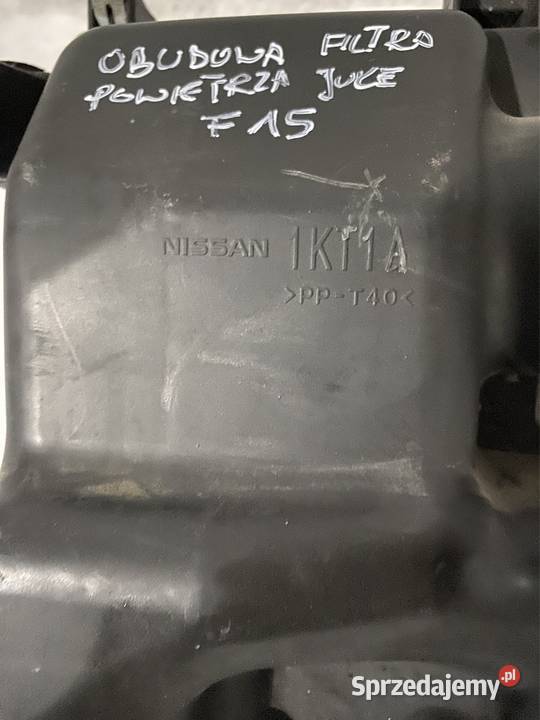 OBUDOWA FILTRA
POWIETRZA JUKE
F15
NISSAN 1KT1A
>PP-T40<
Sprzedajemy.pl